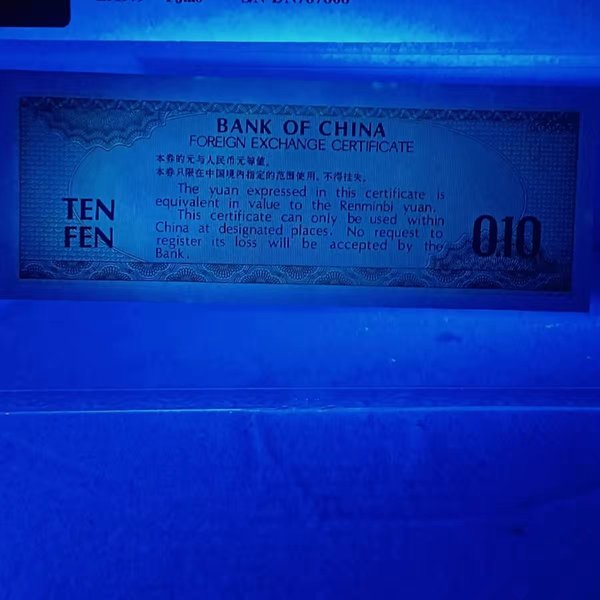 BANK OF CHINA
FOREIGN EXCHANGE CERTIFICATE
本券的元与人民币元等值。
本券只限在中国境内指定的范围使用，不得挂失。
The yuan expressed in this certificate is
equivalent in value to the Renminbi yuan.
This certificate can only be used within
China at designated places. No request to
register its loss will be accepted by the
Bank.
TEN
FEN
010